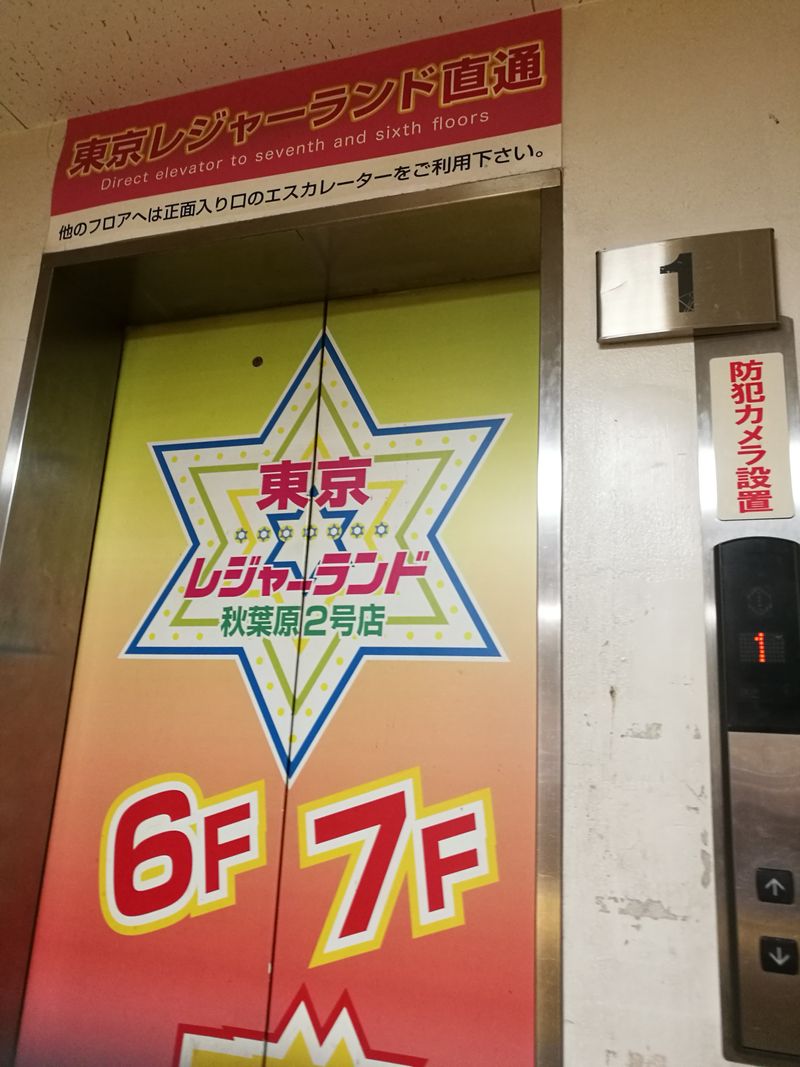 東京レジャーランド直通
Direct elevator to seventh and sixth floors
他のフロアへは正面入り口のエスカレーターをご利用下さい。
1
防犯カメラ設置
東京
レジャーランド
秋葉原2号店
1
6F 7F